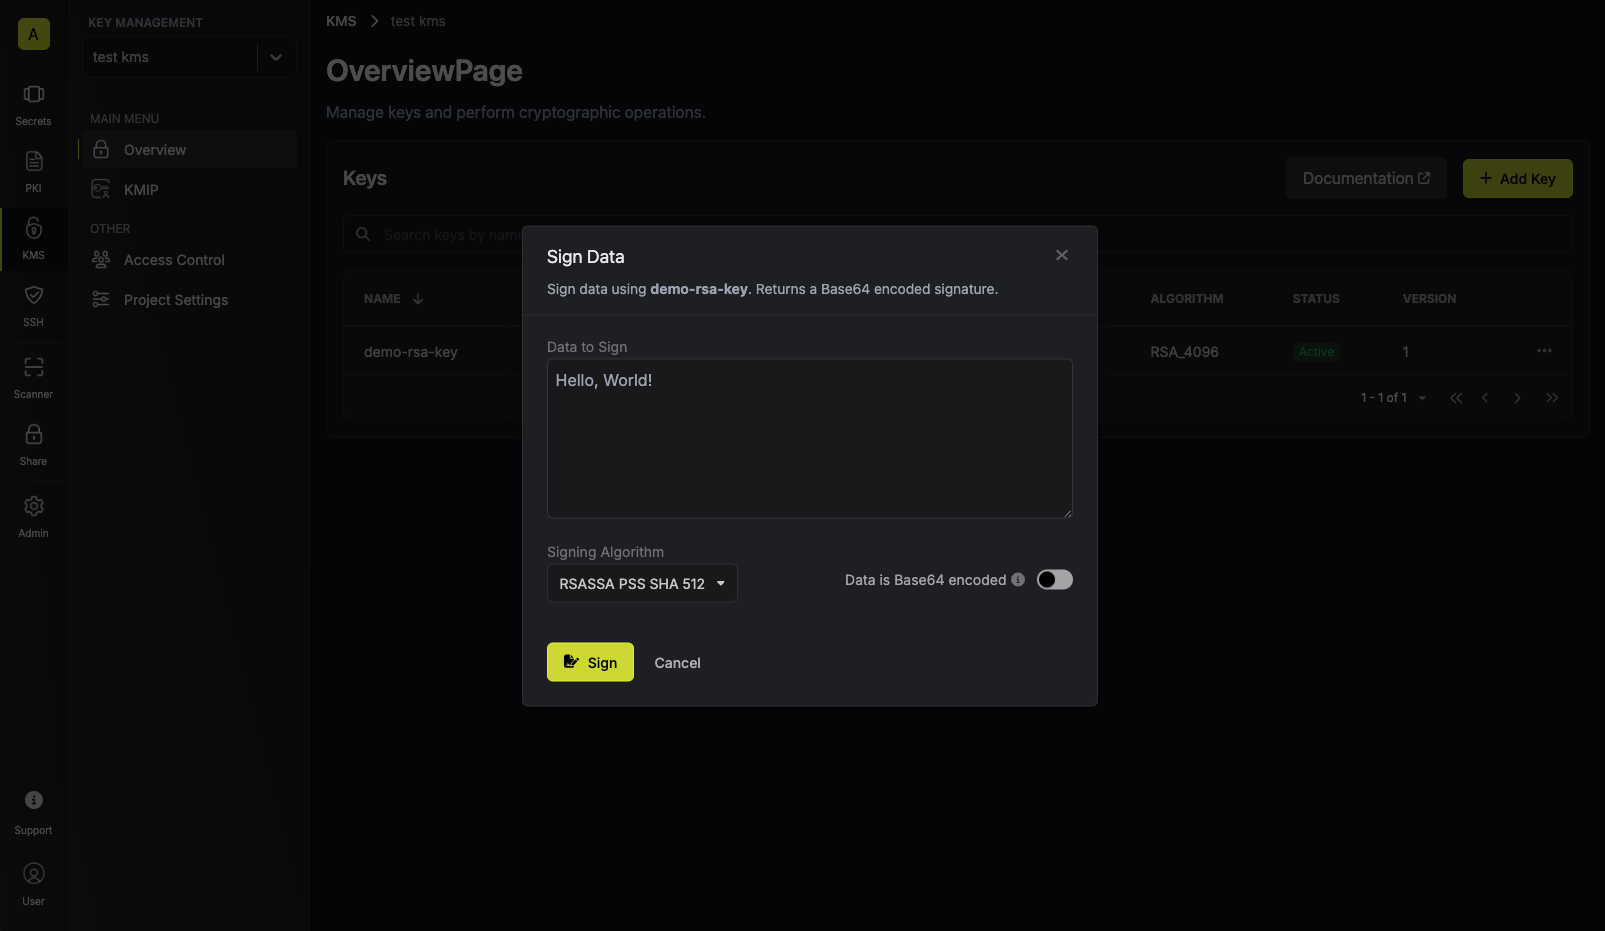 A
Secrets
PKI
KMS
SSH
Scanner
Share
Admin
Support
User
KEY MANAGEMENT
test kms
MAIN MENU
Overview
KMIP
OTHER
Access Control
Project Settings
KMS > test kms
OverviewPage
Manage keys and perform cryptographic operations.
Keys
Documentation
+ Add Key
Search keys by name
NAME ALGORITHM STATUS VERSION
demo-rsa-key RSA_4096 Active 1
1 - 1 of 1
Sign Data
Sign data using demo-rsa-key. Returns a Base64 encoded signature.
Data to Sign
Hello, World!
Signing Algorithm
RSASSA PSS SHA 512
Data is Base64 encoded
Sign
Cancel